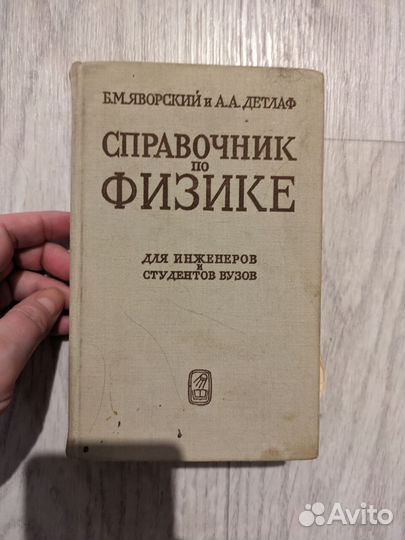 Б.М.ЯВОРСКИЙ и А.А.ДЕТЛАФ
СПРАВОЧНИК
ПО
ФИЗИКЕ
ДЛЯ ИНЖЕНЕРОВ
И
СТУДЕНТОВ ВУЗОВ
Avito